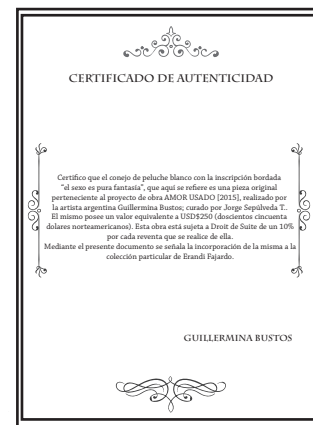 CERTIFICADO DE AUTENTICIDAD
Certifico que el conejo de peluche blanco con la inscripción bordada
“el sexo es pura fantasía”, que aqui se refiere es una pieza original
perteneciente al proyecto de obra AMOR USADO [2015], realizado por
la artista argentina Guillermina Bustos; curado por Jorge Sepúlveda T..
El mismo posee un valor equivalente a USD$250 (doscientos cincuenta
dolares norteamericanos). Esta obra está sujeta a Droit de Suite de un 10%
por cada reventa que se realice de ella.
Mediante el presente documento se señala la incorporación de la misma a la
colección particular de Erandi Fajardo.
GUILLERMINA BUSTOS